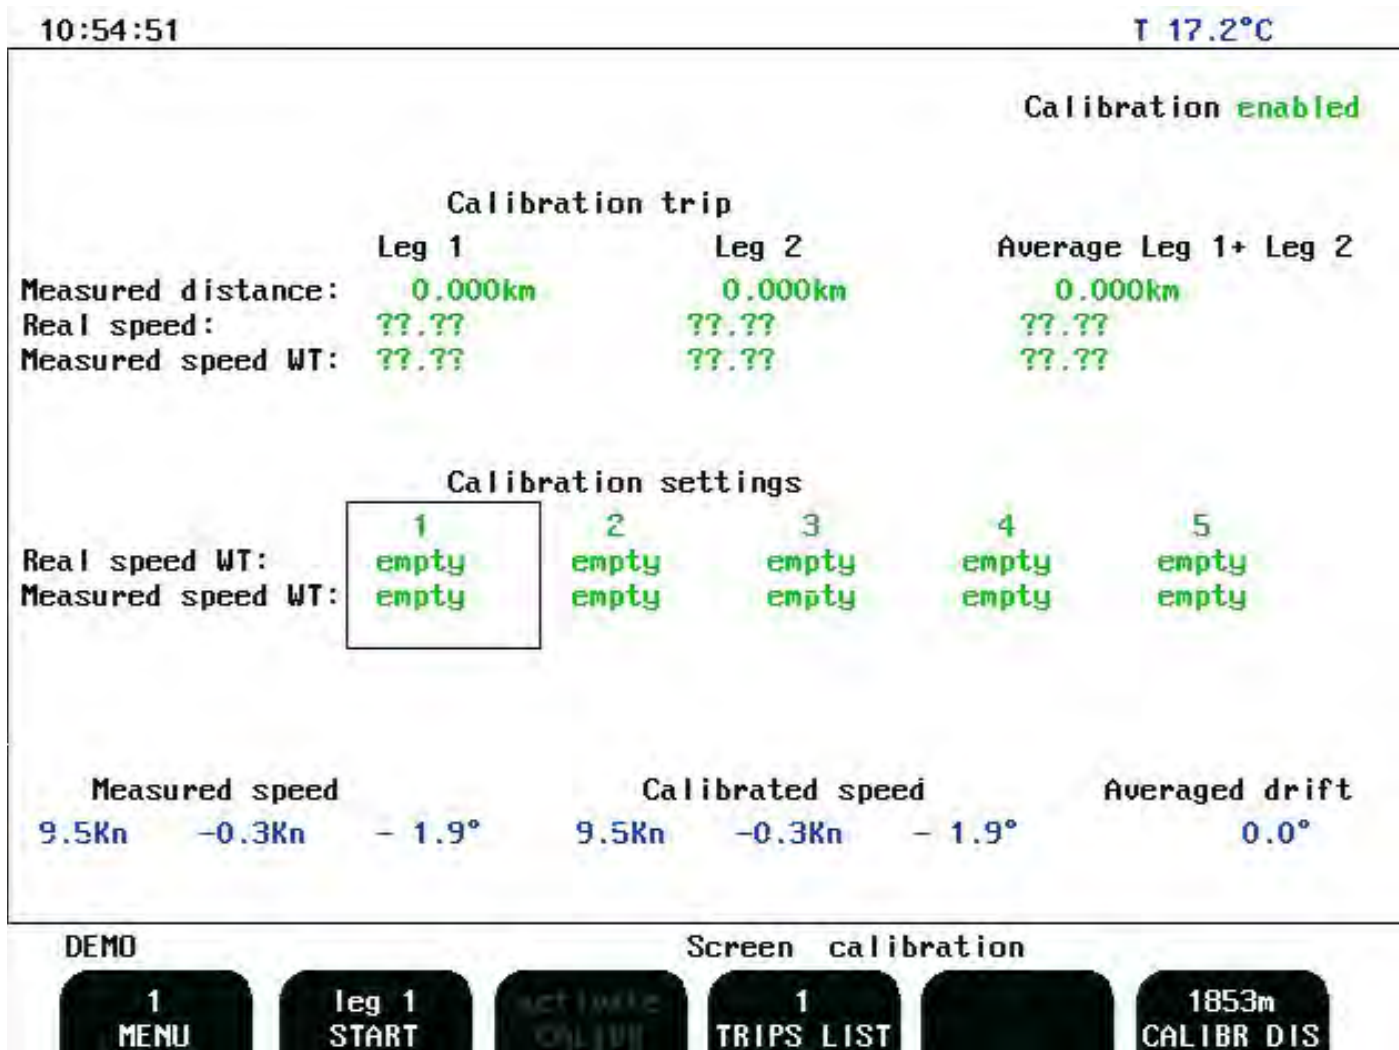 10:54:51 T 17.2°C
Calibration enabled
Calibration trip
Leg 1 Leg 2 Average Leg 1+ Leg 2
Measured distance: 0.000km 0.000km 0.000km
Real speed: ??.?? ??.?? ??.??
Measured speed WT: ??.?? ??.?? ??.??
Calibration settings
1 2 3 4 5
Real speed WT: empty empty empty empty empty
Measured speed WT: empty empty empty empty empty
Measured speed Calibrated speed Averaged drift
9.5Kn -0.3Kn - 1.9° 9.5Kn -0.3Kn - 1.9° 0.0°
DEMO Screen calibration
1 leg 1 activate 1 1853m
MENU START CALIBR TRIPS LIST CALIBR DIS